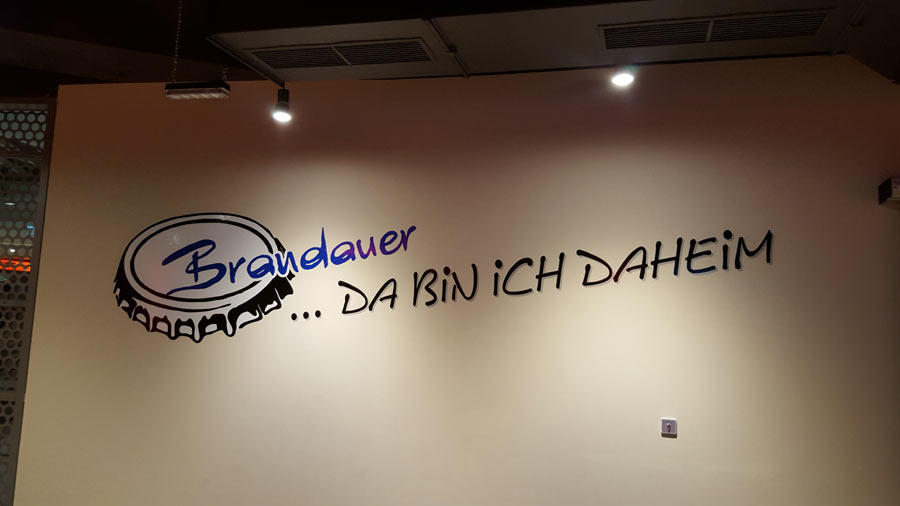 Brandauer
... DA BiN iCH DAHEiM